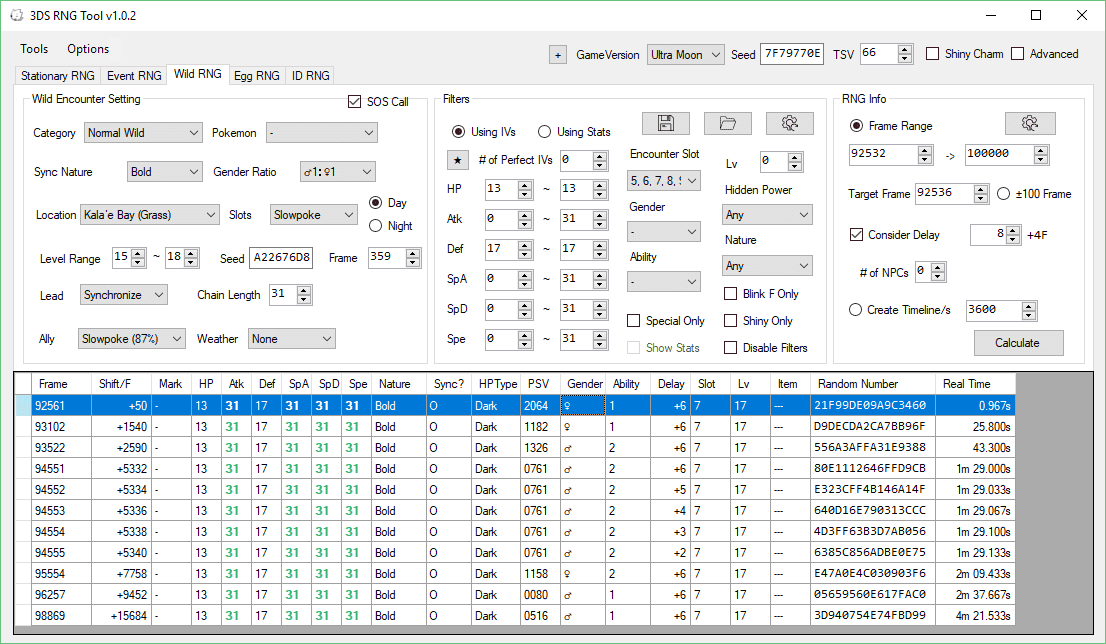 3DS RNG Tool v1.0.2
Tools Options
+ GameVersion Ultra Moon Seed 7F79770E TSV 66 Shiny Charm Advanced
Stationary RNG Event RNG Wild RNG Egg RNG ID RNG
Wild Encounter Setting
SOS Call
Category Normal Wild Pokemon -
Sync Nature Bold Gender Ratio ♂1:♀1
Location Kala'e Bay (Grass) Slots Slowpoke
Day
Night
Level Range 15 ~ 18 Seed A22676D8 Frame 359
Lead Synchronize Chain Length 31
Ally Slowpoke (87%) Weather None
Filters
Using IVs Using Stats
★ # of Perfect IVs 0
HP 13 ~ 13
Atk 0 ~ 31
Def 17 ~ 17
SpA 0 ~ 31
SpD 0 ~ 31
Spe 0 ~ 31
Encounter Slot
5, 6, 7, 8, 9
Gender
-
Ability
-
Special Only
Show Stats
Lv 0
Hidden Power
Any
Nature
Any
Blink F Only
Shiny Only
Disable Filters
RNG Info
Frame Range
92532 -> 100000
Target Frame 92536 ±100 Frame
Consider Delay 8 +4F
# of NPCs 0
Create Timeline/s 3600
Calculate
Frame Shift/F Mark HP Atk Def SpA SpD Spe Nature Sync? HPType PSV Gender Ability Delay Slot Lv Item Random Number Real Time
92561 +50 - 13 31 17 31 31 31 Bold O Dark 2064 ♀ 1 +6 7 17 --- 21F99DE09A9C3460 0.967s
93102 +1540 - 13 31 17 31 31 31 Bold O Dark 1182 ♀ 1 +6 7 17 --- D9DECDA2CA7BB96F 25.800s
93522 +2590 - 13 31 17 31 31 31 Bold O Dark 1326 ♂ 2 +6 7 17 --- 556A3AFFA31E9388 43.300s
94551 +5332 - 13 31 17 31 31 31 Bold O Dark 0761 ♂ 2 +6 7 17 --- 80E1112646FFD9CB 1m 29.000s
94552 +5334 - 13 31 17 31 31 31 Bold O Dark 0761 ♂ 2 +5 7 17 --- E323CFF4B146A14F 1m 29.033s
94553 +5336 - 13 31 17 31 31 31 Bold O Dark 0761 ♂ 2 +4 7 17 --- 640D16E790313CCC 1m 29.067s
94554 +5338 - 13 31 17 31 31 31 Bold O Dark 0761 ♂ 2 +3 7 17 --- 4D3FF63B3D7AB056 1m 29.100s
94555 +5340 - 13 31 17 31 31 31 Bold O Dark 0761 ♂ 2 +2 7 17 --- 6385C856ADBE0E75 1m 29.133s
95554 +7758 - 13 31 17 31 31 31 Bold O Dark 1158 ♀ 2 +6 7 17 --- E47A0E4C030903F6 2m 09.433s
96257 +9452 - 13 31 17 31 31 31 Bold O Dark 0080 ♂ 1 +6 7 17 --- 05659560E617FAC0 2m 37.667s
98869 +15684 - 13 31 17 31 31 31 Bold O Dark 0516 ♂ 1 +6 7 17 --- 3D940754E74FBD99 4m 21.533s